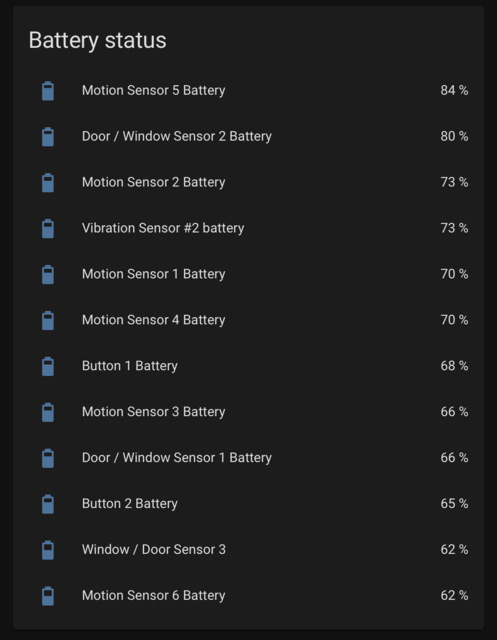 Battery status
Motion Sensor 5 Battery 84 %
Door / Window Sensor 2 Battery 80 %
Motion Sensor 2 Battery 73 %
Vibration Sensor #2 battery 73 %
Motion Sensor 1 Battery 70 %
Motion Sensor 4 Battery 70 %
Button 1 Battery 68 %
Motion Sensor 3 Battery 66 %
Door / Window Sensor 1 Battery 66 %
Button 2 Battery 65 %
Window / Door Sensor 3 62 %
Motion Sensor 6 Battery 62 %